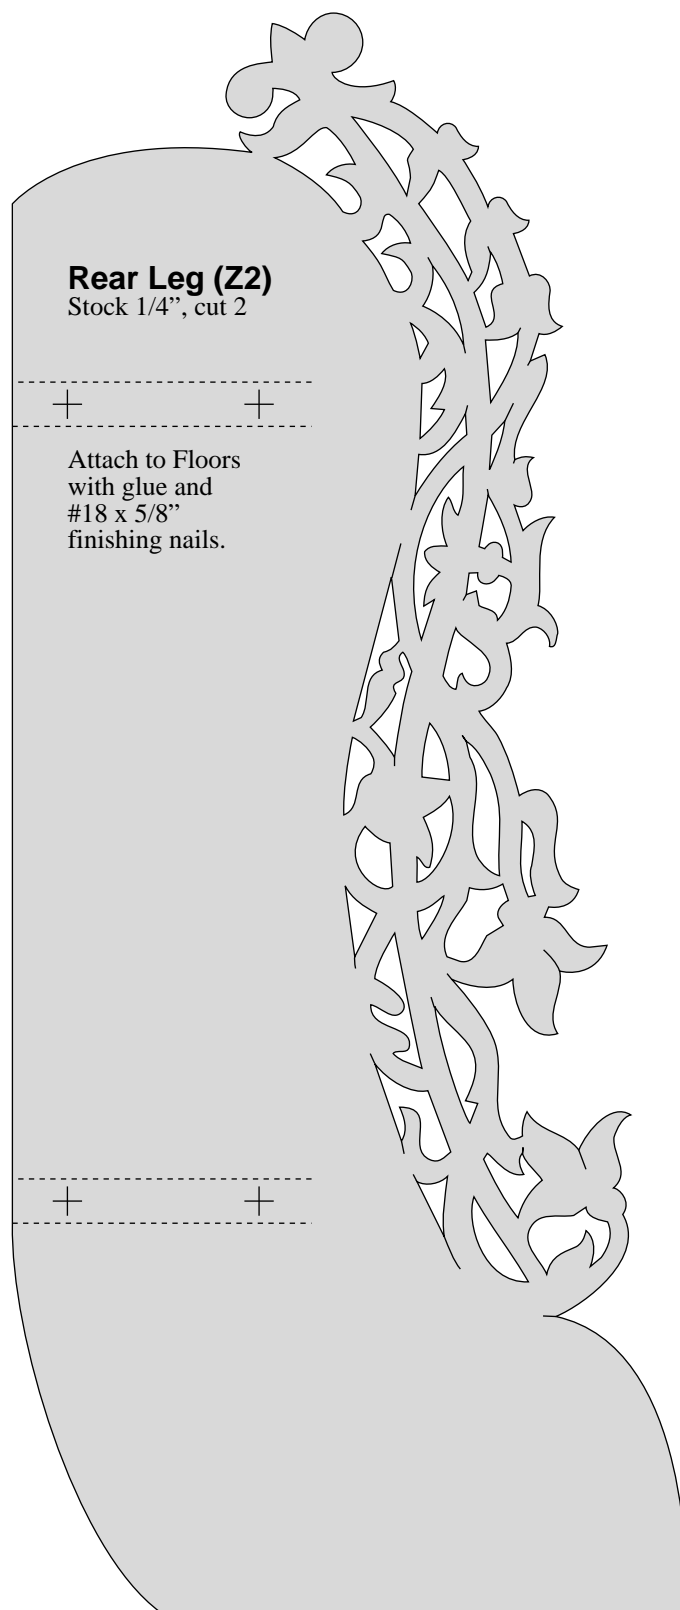 Rear Leg (Z2)
Stock 1/4”, cut 2
Attach to Floors
with glue and
#18 x 5/8”
finishing nails.